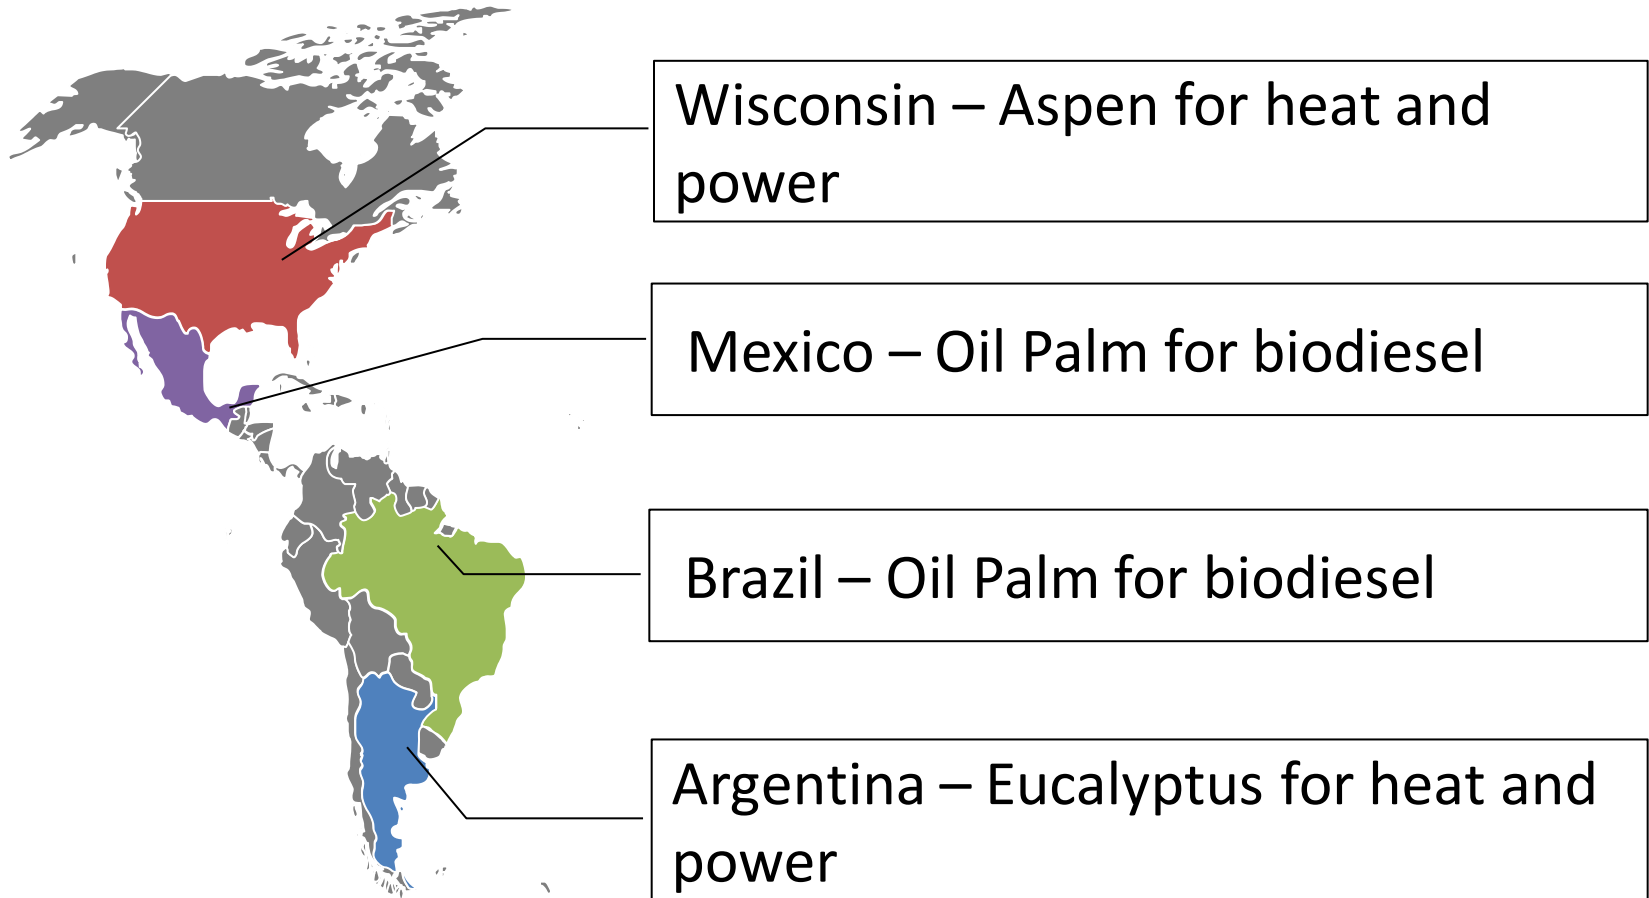 Wisconsin – Aspen for heat and
power
Mexico – Oil Palm for biodiesel
Brazil – Oil Palm for biodiesel
Argentina – Eucalyptus for heat and
power